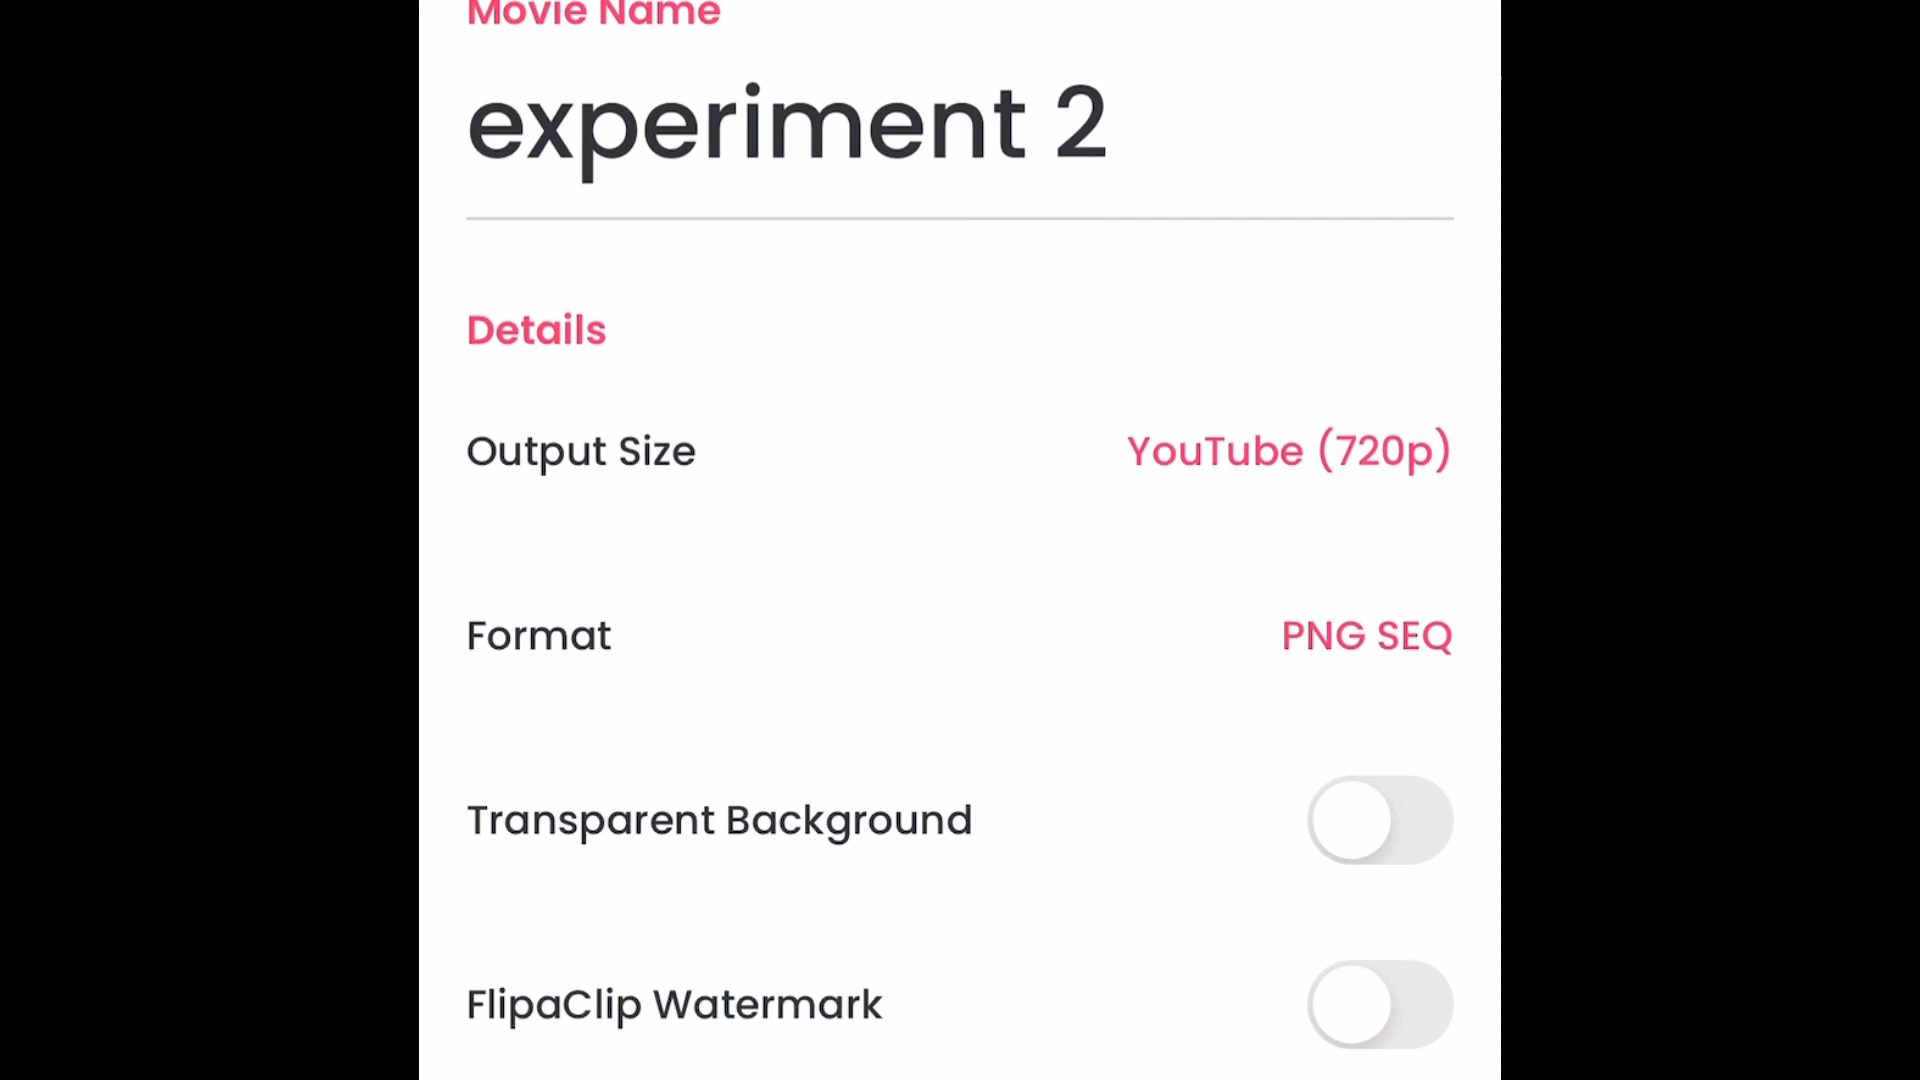 Movie Name
experiment 2
Details
Output Size YouTube (720p)
Format PNG SEQ
Transparent Background
FlipaClip Watermark